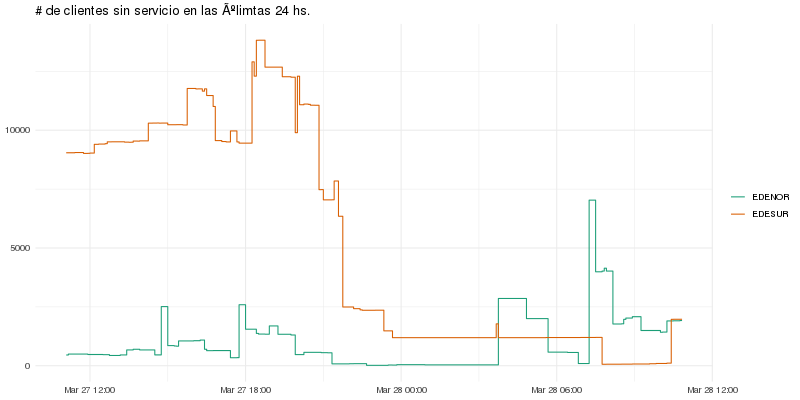 # de clientes sin servicio en las Ãºlimtas 24 hs.
10000
5000
0
Mar 27 12:00
Mar 27 18:00
Mar 28 00:00
Mar 28 06:00
Mar 28 12:00
EDENOR
EDESUR